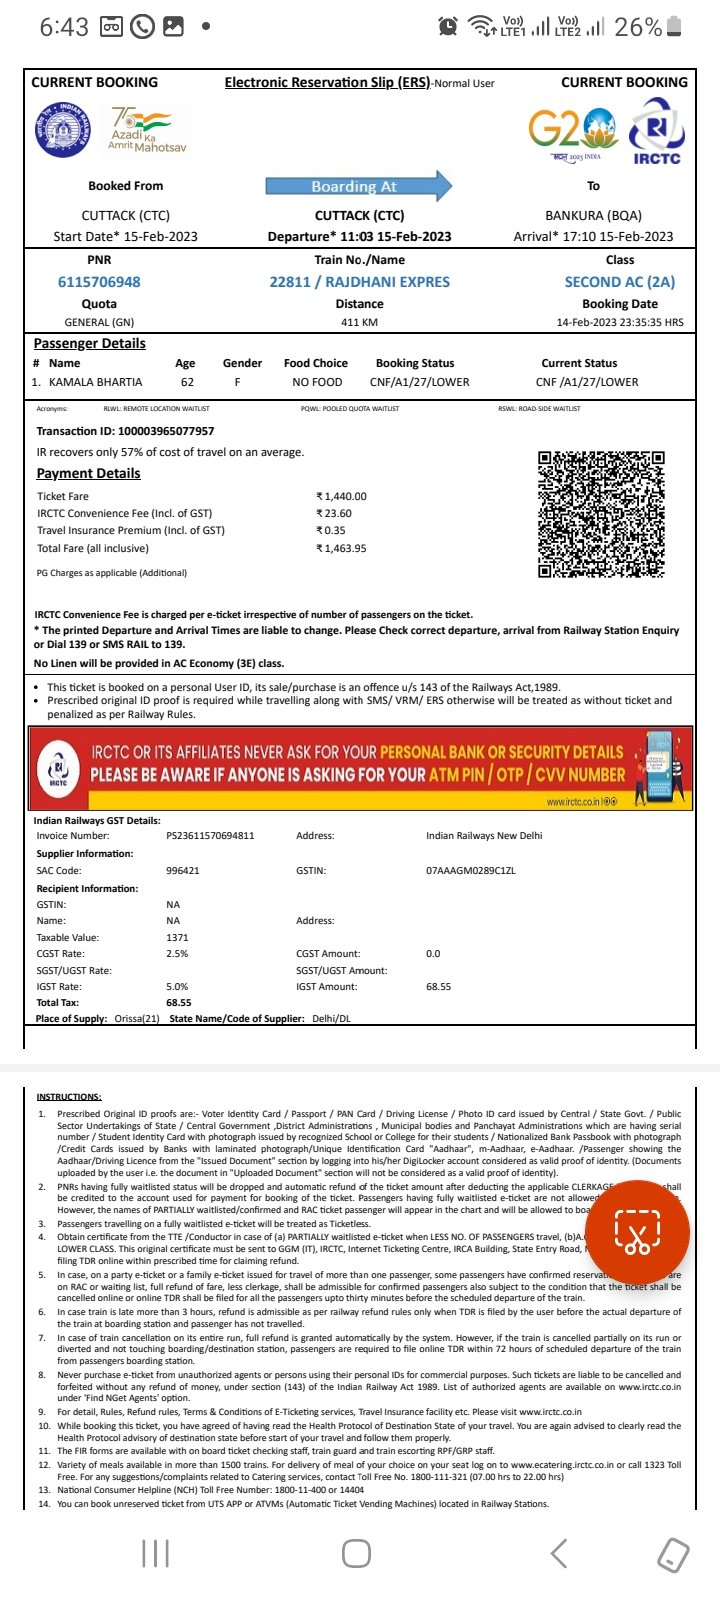 6:43
Vo)) LTE1 Vo)) LTE2 26%
CURRENT BOOKING Electronic Reservation Slip (ERS)-Normal User CURRENT BOOKING
INDIAN RAILWAYS
75 Azadi Ka Amrit Mahotsav
G20
2023 INDIA
IRCTC
Booked From Boarding At To
CUTTACK (CTC) CUTTACK (CTC) BANKURA (BQA)
Start Date* 15-Feb-2023 Departure* 11:03 15-Feb-2023 Arrival* 17:10 15-Feb-2023
PNR Train No./Name Class
6115706948 22811 / RAJDHANI EXPRES SECOND AC (2A)
Quota Distance Booking Date
GENERAL (GN) 411 KM 14-Feb-2023 23:35:35 HRS
Passenger Details
# Name Age Gender Food Choice Booking Status Current Status
1. KAMALA BHARTIA 62 F NO FOOD CNF/A1/27/LOWER CNF /A1/27/LOWER
Acronyms: RLWL: REMOTE LOCATION WAITLIST PQWL: POOLED QUOTA WAITLIST RSWL: ROAD-SIDE WAITLIST
Transaction ID: 100003965077957
IR recovers only 57% of cost of travel on an average.
Payment Details
Ticket Fare ₹ 1,440.00
IRCTC Convenience Fee (Incl. of GST) ₹ 23.60
Travel Insurance Premium (Incl. of GST) ₹ 0.35
Total Fare (all inclusive) ₹ 1,463.95
PG Charges as applicable (Additional)
IRCTC Convenience Fee is charged per e-ticket irrespective of number of passengers on the ticket.
* The printed Departure and Arrival Times are liable to change. Please Check correct departure, arrival from Railway Station Enquiry
or Dial 139 or SMS RAIL to 139.
No Linen will be provided in AC Economy (3E) class.
• This ticket is booked on a personal User ID, its sale/purchase is an offence u/s 143 of the Railways Act,1989.
• Prescribed original ID proof is required while travelling along with SMS/ VRM/ ERS otherwise will be treated as without ticket and
penalized as per Railway Rules.
IRCTC OR ITS AFFILIATES NEVER ASK FOR YOUR PERSONAL BANK OR SECURITY DETAILS
PLEASE BE AWARE IF ANYONE IS ASKING FOR YOUR ATM PIN / OTP / CVV NUMBER
IRCTC
www.irctc.co.in
Indian Railways GST Details:
Invoice Number: PS23611570694811 Address: Indian Railways New Delhi
Supplier Information:
SAC Code: 996421 GSTIN: 07AAAGM0289C1ZL
Recipient Information:
GSTIN: NA
Name: NA Address:
Taxable Value: 1371
CGST Rate: 2.5% CGST Amount: 0.0
SGST/UGST Rate: SGST/UGST Amount:
IGST Rate: 5.0% IGST Amount: 68.55
Total Tax: 68.55
Place of Supply: Orissa(21) State Name/Code of Supplier: Delhi/DL
INSTRUCTIONS:
1. Prescribed Original ID proofs are:- Voter Identity Card / Passport / PAN Card / Driving License / Photo ID card issued by Central / State Govt. / Public
Sector Undertakings of State / Central Government ,District Administrations , Municipal bodies and Panchayat Administrations which are having serial
number / Student Identity Card with photograph issued by recognized School or College for their students / Nationalized Bank Passbook with photograph
/Credit Cards issued by Banks with laminated photograph/Unique Identification Card "Aadhaar", m-Aadhaar, e-Aadhaar. /Passenger showing the
Aadhaar/Driving Licence from the "Issued Document" section by logging into his/her DigiLocker account considered as valid proof of identity. (Documents
uploaded by the user i.e. the document in "Uploaded Document" section will not be considered as a valid proof of identity).
2. PNRs having fully waitlisted status will be dropped and automatic refund of the ticket amount after deducting the applicable CLERKAGE shall
be credited to the account used for payment for booking of the ticket. Passengers having fully waitlisted e-ticket are not allowed
However, the names of PARTIALLY waitlisted/confirmed and RAC ticket passenger will appear in the chart and will be allowed to
3. Passengers travelling on a fully waitlisted e-ticket will be treated as Ticketless.
4. Obtain certificate from the TTE /Conductor in case of (a) PARTIALLY waitlisted e-ticket when LESS NO. OF PASSENGERS travel, (b)A.
LOWER CLASS. This original certificate must be sent to GGM (IT), IRCTC, Internet Ticketing Centre, IRCA Building, State Entry Road,
filing TDR online within prescribed time for claiming refund.
5. In case, on a party e-ticket or a family e-ticket issued for travel of more than one passenger, some passengers have confirmed are
on RAC or waiting list, full refund of fare, less clerkage, shall be admissible for confirmed passengers also subject to the condition that the ticket shall be
cancelled online or online TDR shall be filed for all the passengers upto thirty minutes before the scheduled departure of the train.
6. In case train is late more than 3 hours, refund is admissible as per railway refund rules only when TDR is filed by the user before the actual departure of
the train at boarding station and passenger has not travelled.
7. In case of train cancellation on its entire run, full refund is granted automatically by the system. However, if the train is cancelled partially on its run or
diverted and not touching boarding/destination station, passengers are required to file online TDR within 72 hours of scheduled departure of the train
from passengers boarding station.
8. Never purchase e-ticket from unauthorized agents or persons using their personal IDs for commercial purposes. Such tickets are liable to be cancelled and
forfeited without any refund of money, under section (143) of the Indian Railway Act 1989. List of authorized agents are available on www.irctc.co.in
under 'Find NGet Agents' option.
9. For detail, Rules, Refund rules, Terms & Conditions of E-Ticketing services, Travel Insurance facility etc. Please visit www.irctc.co.in
10. While booking this ticket, you have agreed of having read the Health Protocol of Destination State of your travel. You are again advised to clearly read the
Health Protocol advisory of destination state before start of your travel and follow them properly.
11. The FIR forms are available with on board ticket checking staff, train guard and train escorting RPF/GRP staff.
12. Variety of meals available in more than 1500 trains. For delivery of meal of your choice on your seat log on to www.ecatering.irctc.co.in or call 1323 Toll
Free. For any suggestions/complaints related to Catering services, contact Toll Free No. 1800-111-321 (07.00 hrs to 22.00 hrs)
13. National Consumer Helpline (NCH) Toll Free Number: 1800-11-400 or 14404
14. You can book unreserved ticket from UTS APP or ATVMs (Automatic Ticket Vending Machines) located in Railway Stations.